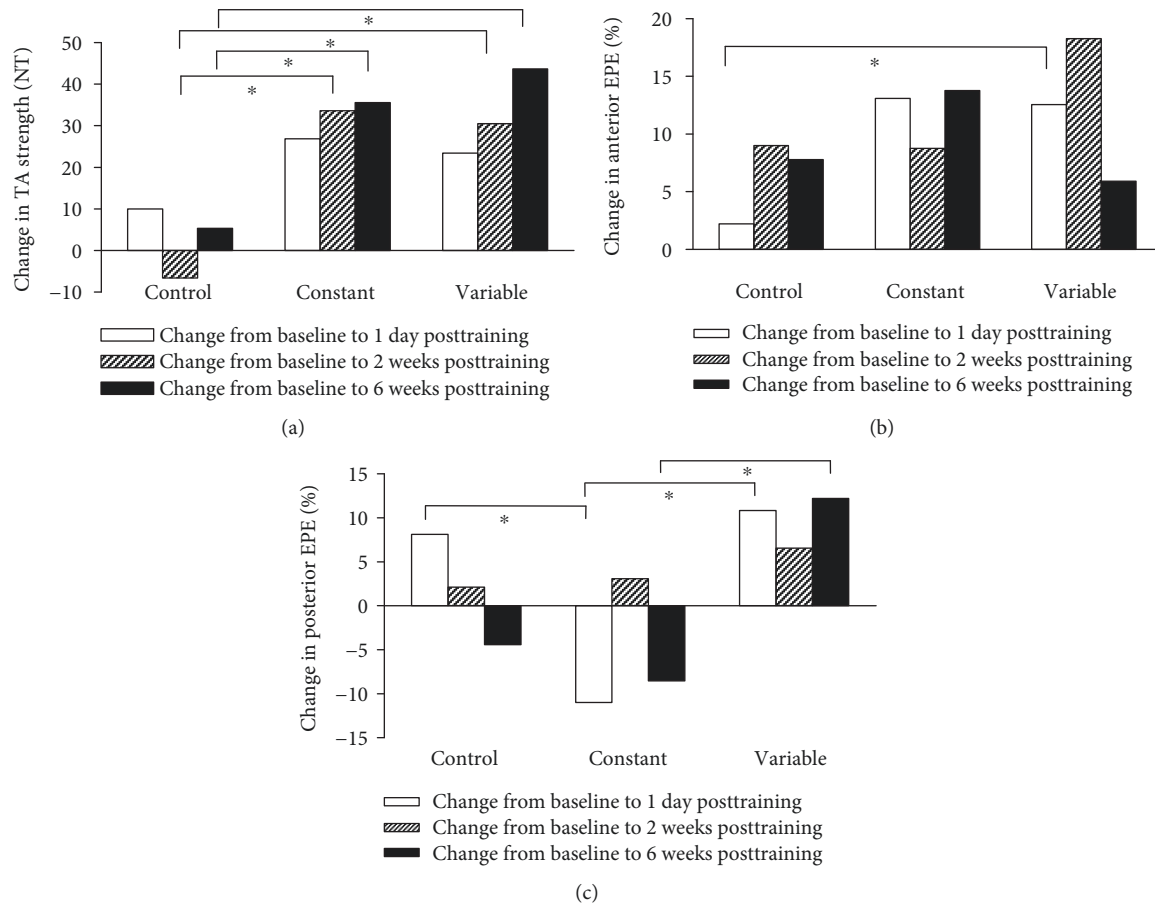 Change in TA strength (NT)
50
40
30
20
10
0
−10
*
*
*
*
Control
Constant
Variable
Change from baseline to 1 day posttraining
Change from baseline to 2 weeks posttraining
Change from baseline to 6 weeks posttraining
(a)
Change in anterior EPE (%)
20
15
10
5
0
*
Control
Constant
Variable
Change from baseline to 1 day posttraining
Change from baseline to 2 weeks posttraining
Change from baseline to 6 weeks posttraining
(b)
Change in posterior EPE (%)
15
10
5
0
−5
−10
−15
*
*
*
Control
Constant
Variable
Change from baseline to 1 day posttraining
Change from baseline to 2 weeks posttraining
Change from baseline to 6 weeks posttraining
(c)